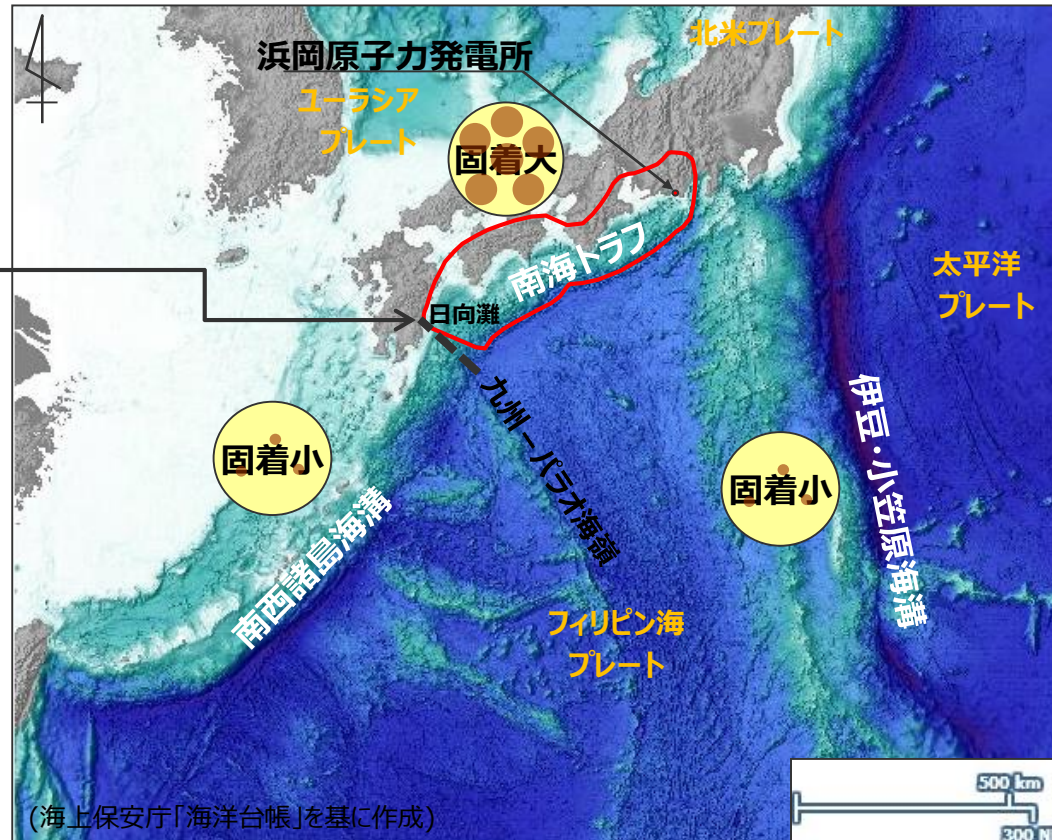 北米プレート
浜岡原子力発電所
ユーラシア
プレート
固着大
南海トラフ
太平洋
プレート
日向灘
九州－パラオ海嶺
伊豆・小笠原海溝
固着小
固着小
南西諸島海溝
フィリピン海
プレート
500 km
(海上保安庁「海洋台帳」を基に作成)